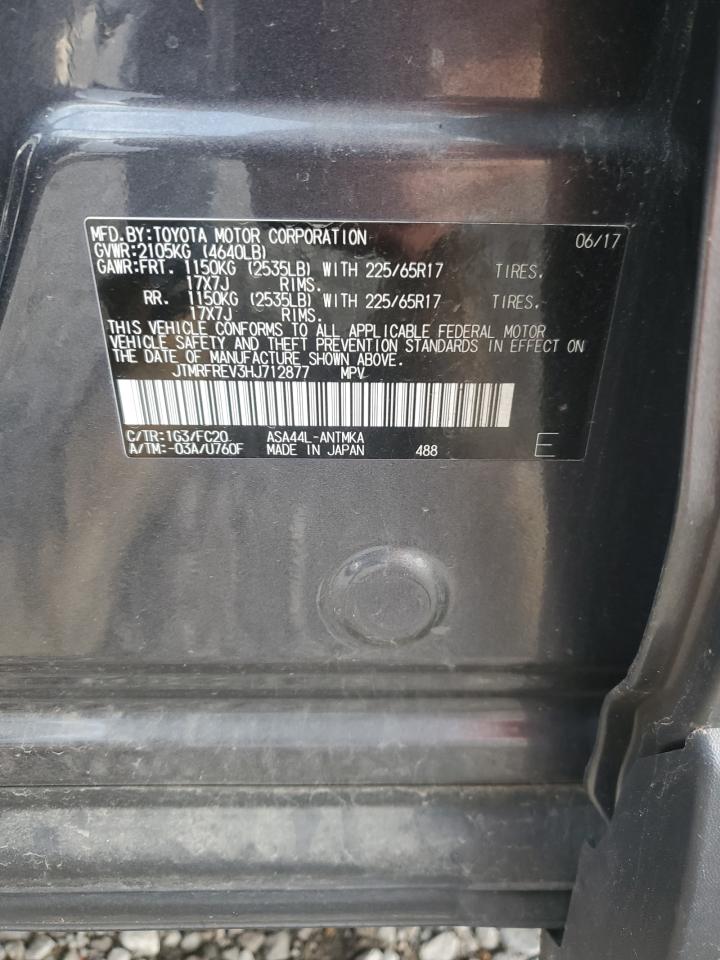 MFD.BY:TOYOTA MOTOR CORPORATION 06/17
GVWR:2105KG (4640LB)
GAWR:FRT. 1150KG (2535LB) WITH 225/65R17 TIRES,
17X7J RIMS.
RR. 1150KG (2535LB) WITH 225/65R17 TIRES,
17X7J RIMS.
THIS VEHICLE CONFORMS TO ALL APPLICABLE FEDERAL MOTOR
VEHICLE SAFETY AND THEFT PREVENTION STANDARDS IN EFFECT ON
THE DATE OF MANUFACTURE SHOWN ABOVE.
JTMRFREV3HJ712877 MPV
C/TR:1G3/FC20 ASA44L-ANTMKA
A/TM:-03A/U760F MADE IN JAPAN 488 E